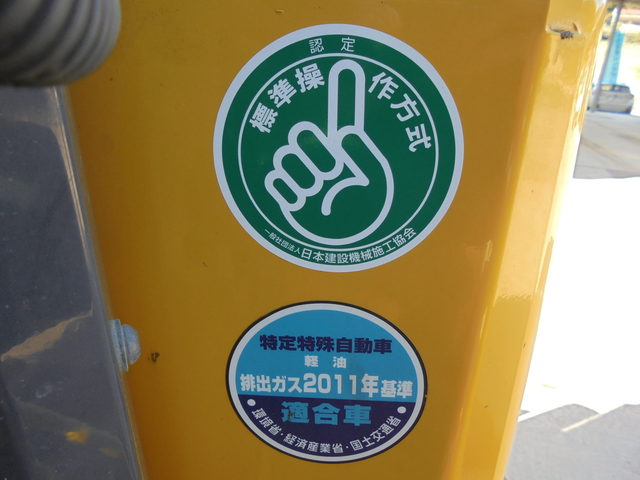 認定
標準操作方式
一般社団法人日本建設機械施工協会
特定特殊自動車
軽油
排出ガス2011年基準
適合車
環境省・経済産業省・国土交通省